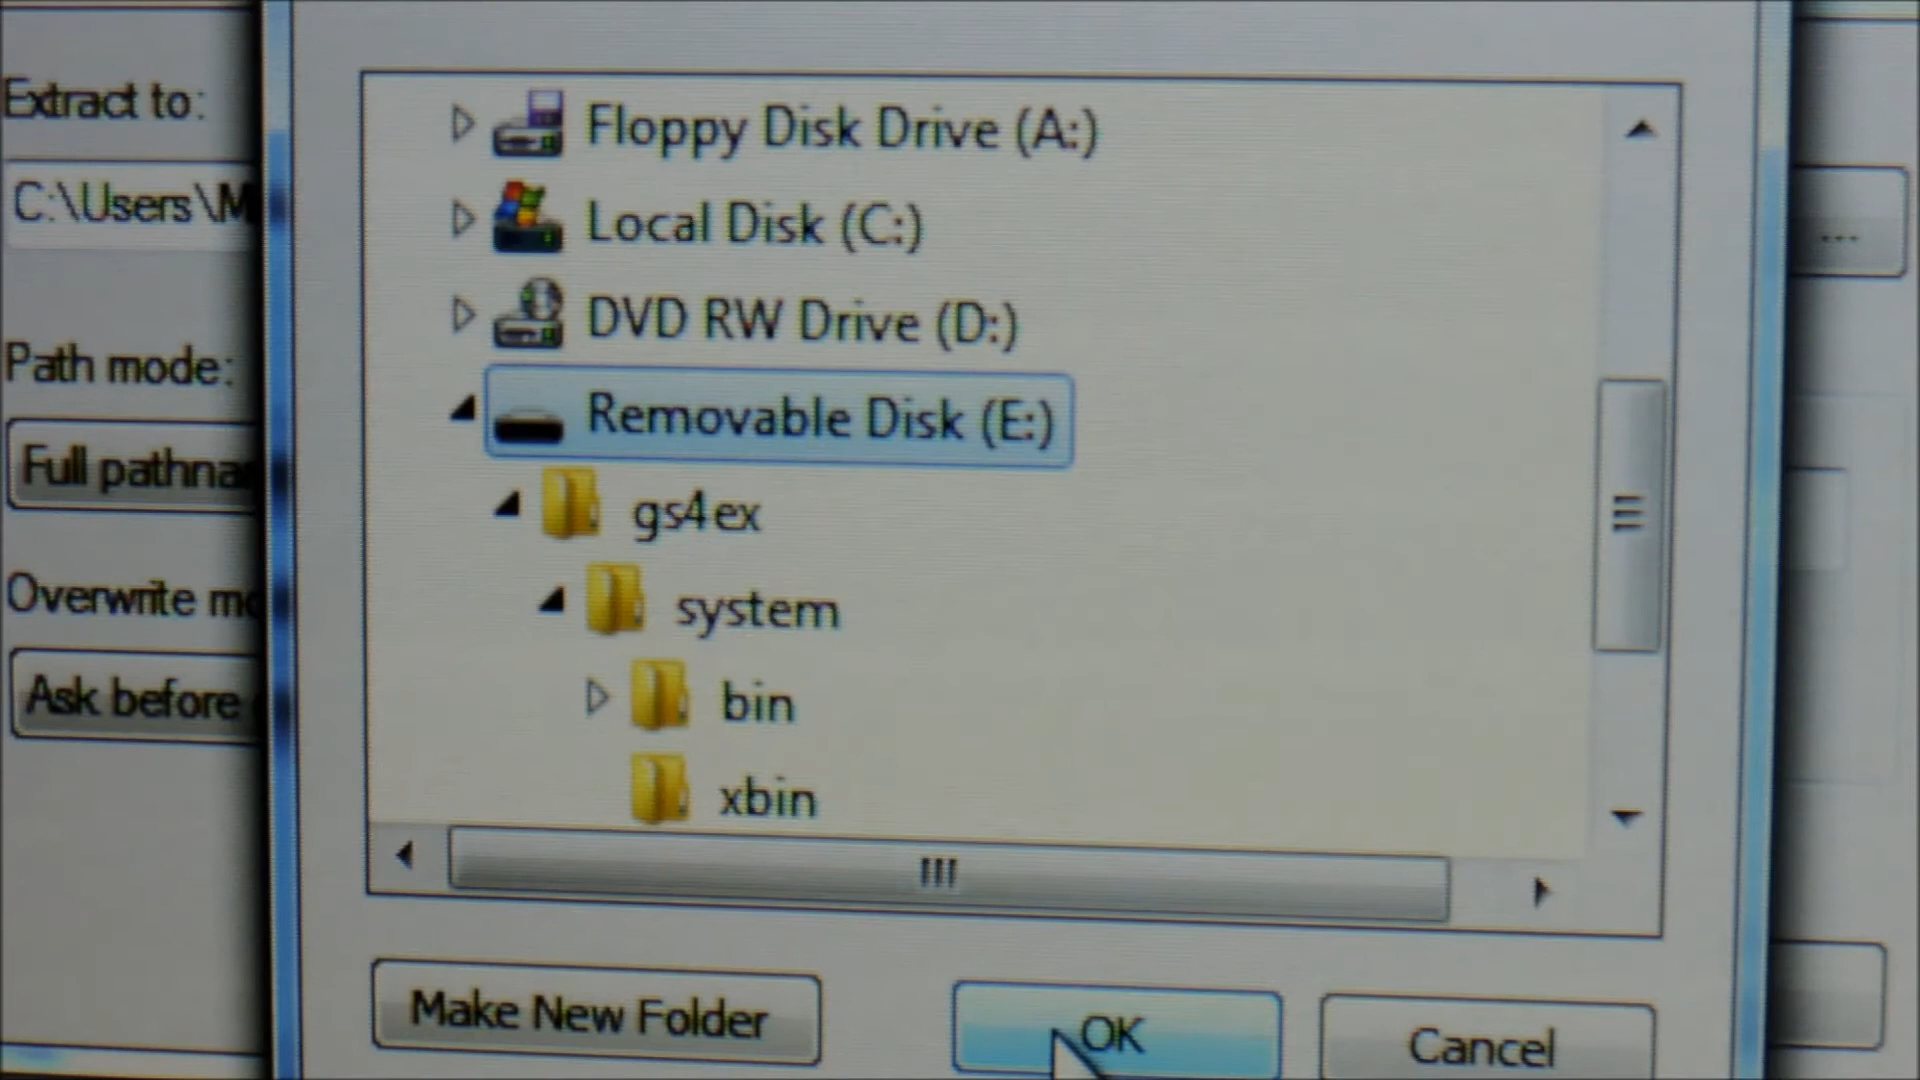 Extract to:
C:\Users\M
Path mode:
Full pathna
Overwrite mo
Ask before
Floppy Disk Drive (A:)
Local Disk (C:)
DVD RW Drive (D:)
Removable Disk (E:)
gs4ex
system
bin
xbin
Make New Folder
OK
Cancel
...